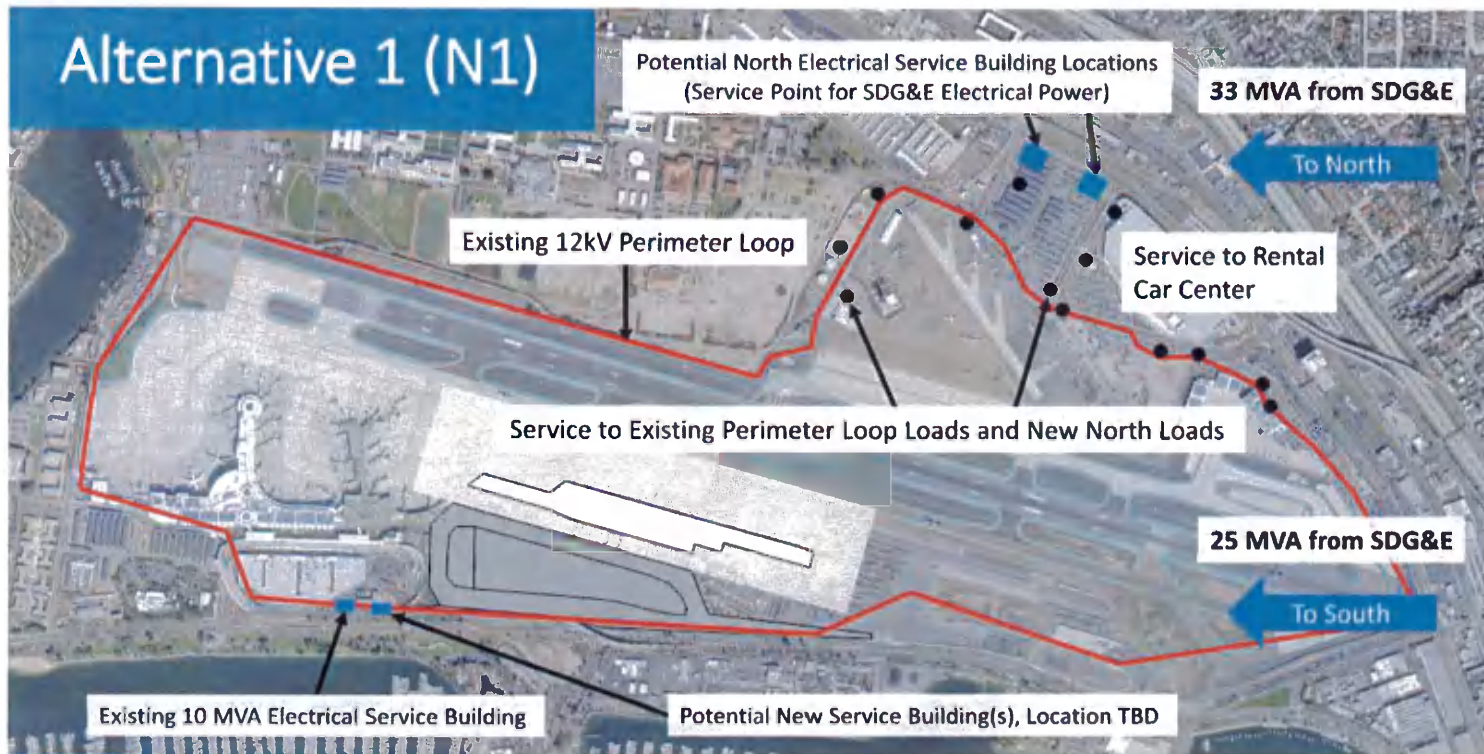 Alternative 1 (N1)
Potential North Electrical Service Building Locations
(Service Point for SDG&E Electrical Power)
33 MVA from SDG&E
To North
Existing 12kV Perimeter Loop
Service to Rental
Car Center
Service to Existing Perimeter Loop Loads and New North Loads
25 MVA from SDG&E
To South
Existing 10 MVA Electrical Service Building
Potential New Service Building(s), Location TBD